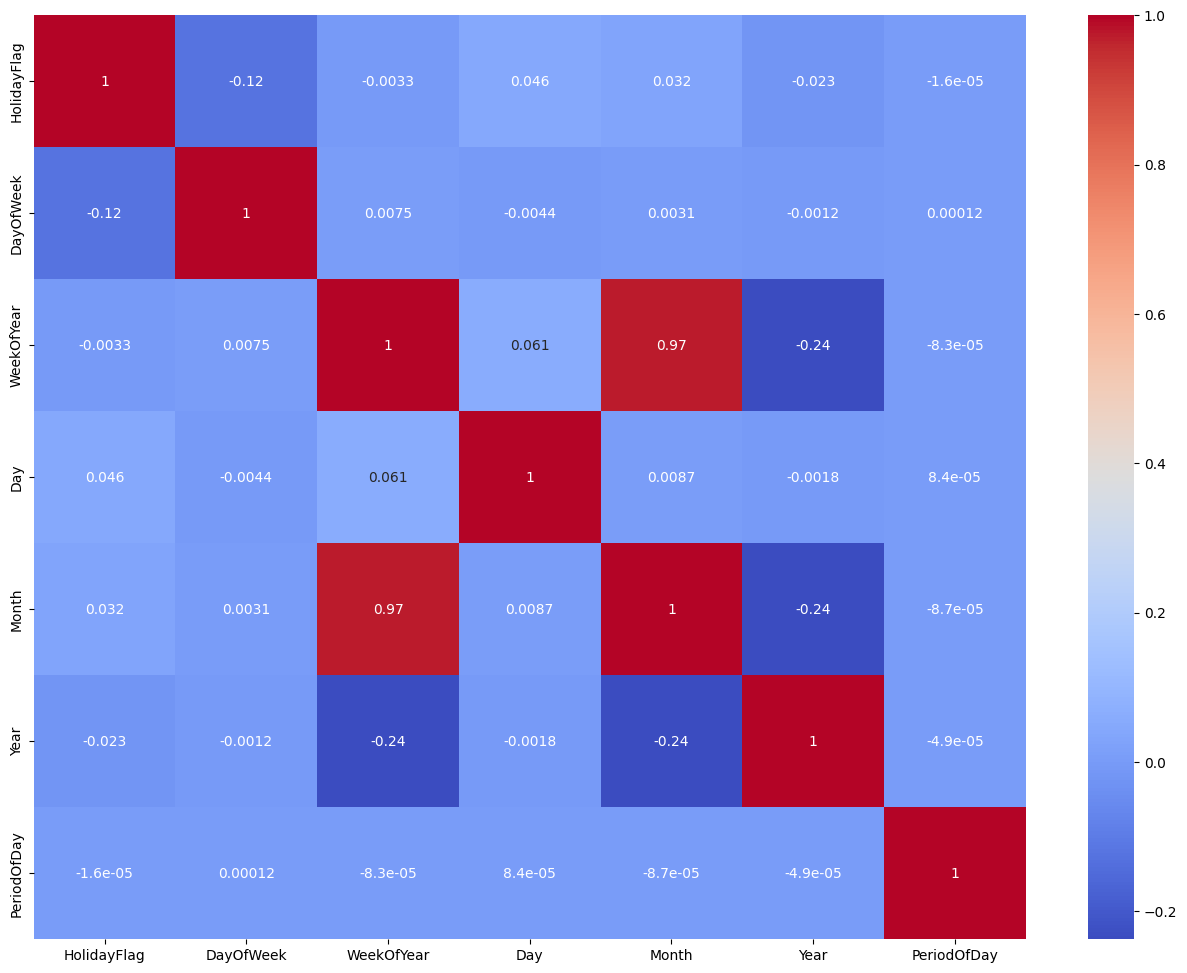 HolidayFlag 1 -0.12 -0.0033 0.046 0.032 -0.023 -1.6e-05
DayOfWeek -0.12 1 0.0075 -0.0044 0.0031 -0.0012 0.00012
WeekOfYear -0.0033 0.0075 1 0.061 0.97 -0.24 -8.3e-05
Day 0.046 -0.0044 0.061 1 0.0087 -0.0018 8.4e-05
Month 0.032 0.0031 0.97 0.0087 1 -0.24 -8.7e-05
Year -0.023 -0.0012 -0.24 -0.0018 -0.24 1 -4.9e-05
PeriodOfDay -1.6e-05 0.00012 -8.3e-05 8.4e-05 -8.7e-05 -4.9e-05 1
HolidayFlag DayOfWeek WeekOfYear Day Month Year PeriodOfDay
1.0
0.8
0.6
0.4
0.2
0.0
−0.2